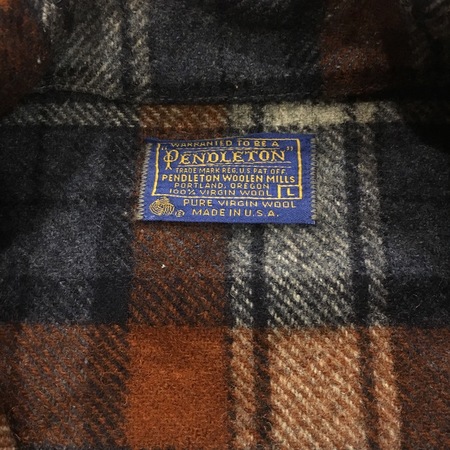 WARRANTED TO BE A
"PENDLETON"
TRADE MARK REG. U.S. PAT. OFF.
PENDLETON WOOLEN MILLS
PORTLAND, OREGON
100% VIRGIN WOOL L
PURE VIRGIN WOOL
MADE IN U.S.A.